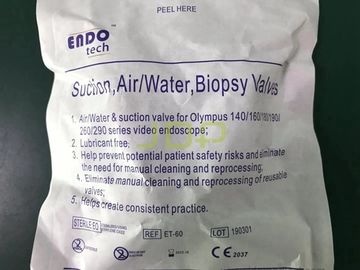 PEEL HERE
ENDO™
tech
Suction,Air/Water,Biopsy Valves
1. Air/Water & suction valve for Olympus 140/160/180/190/
260/290 series video endoscope;
2. Lubricant free;
3. Help prevent potential patient safety risks and eliminate
the need for manual cleaning and reprocessing;
4. Eliminate manual cleaning and reprocessing of reusable
valves;
5. Helps create consistent practice.
STERILE EO
REF ET-60
LOT 190301
CE 2037